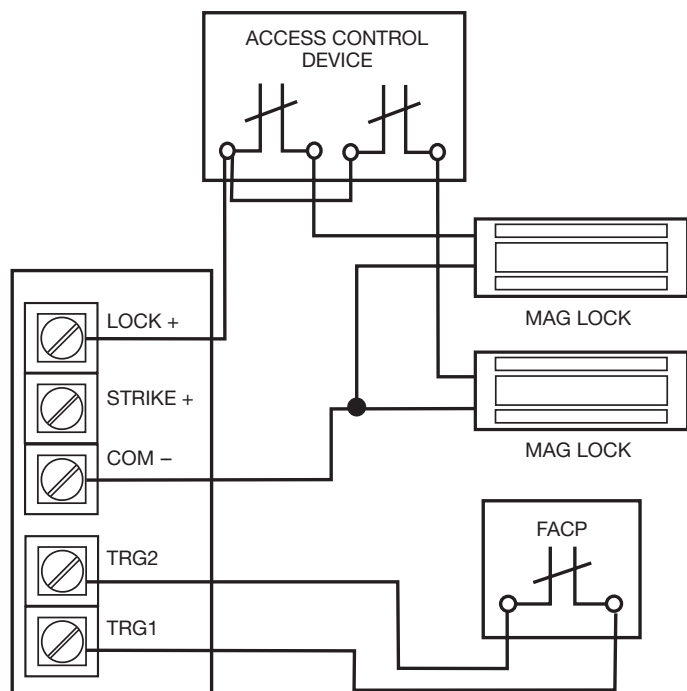 ACCESS CONTROL
DEVICE
LOCK +
STRIKE +
COM –
TRG2
TRG1
MAG LOCK
MAG LOCK
FACP